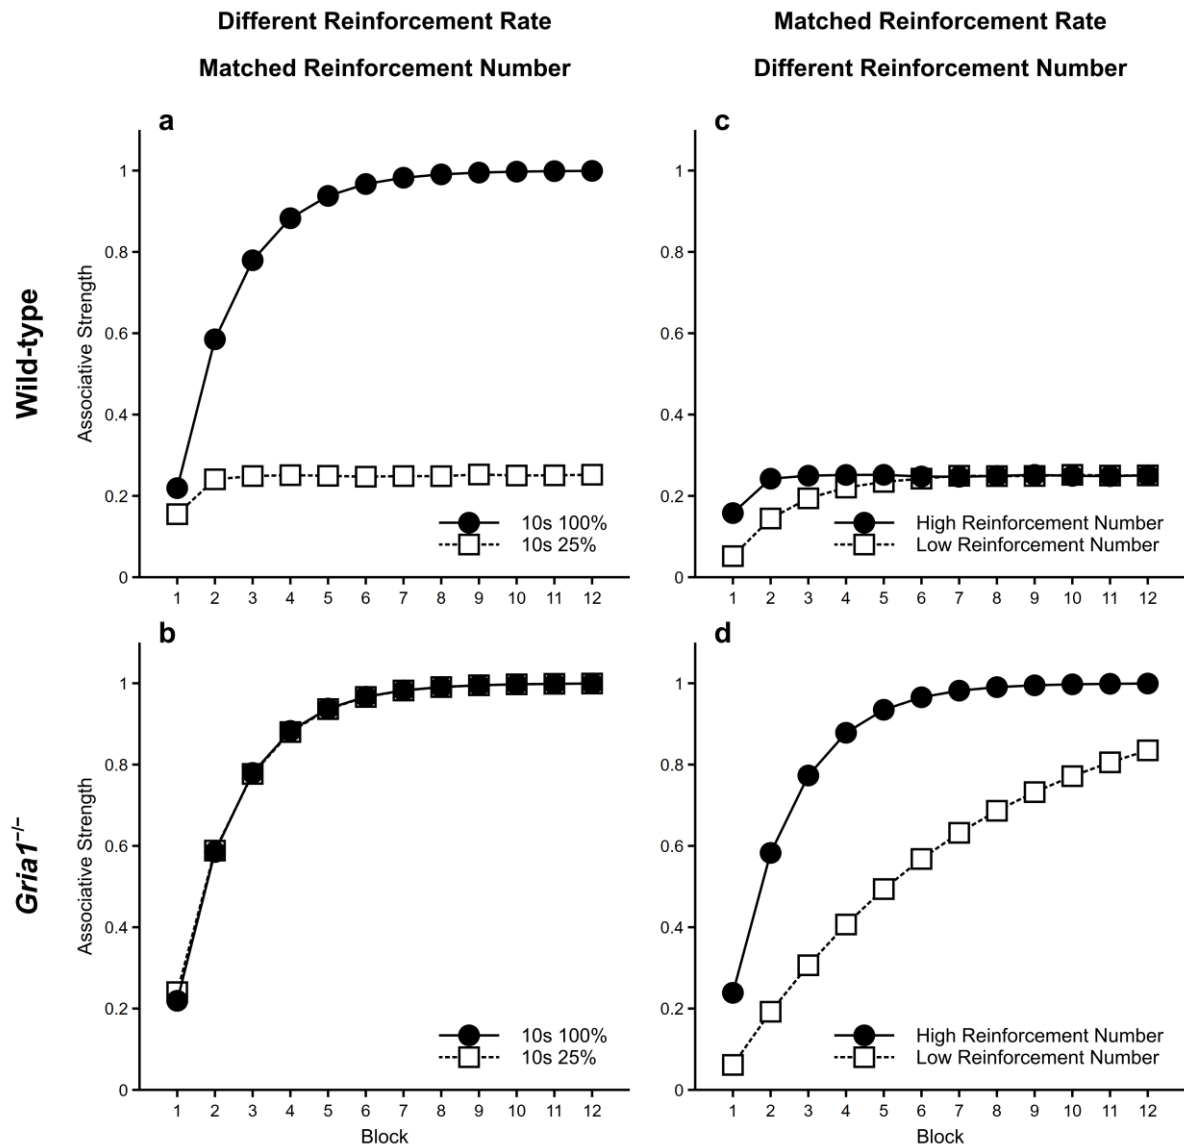 Different Reinforcement Rate
Matched Reinforcement Number
Matched Reinforcement Rate
Different Reinforcement Number
Wild-type
a
Associative Strength
1
0.8
0.6
0.4
0.2
0
1 2 3 4 5 6 7 8 9 10 11 12
10s 100%
10s 25%
c
1
0.8
0.6
0.4
0.2
0
1 2 3 4 5 6 7 8 9 10 11 12
High Reinforcement Number
Low Reinforcement Number
Gria1⁻/⁻
b
Associative Strength
1
0.8
0.6
0.4
0.2
0
1 2 3 4 5 6 7 8 9 10 11 12
Block
10s 100%
10s 25%
d
1
0.8
0.6
0.4
0.2
0
1 2 3 4 5 6 7 8 9 10 11 12
Block
High Reinforcement Number
Low Reinforcement Number